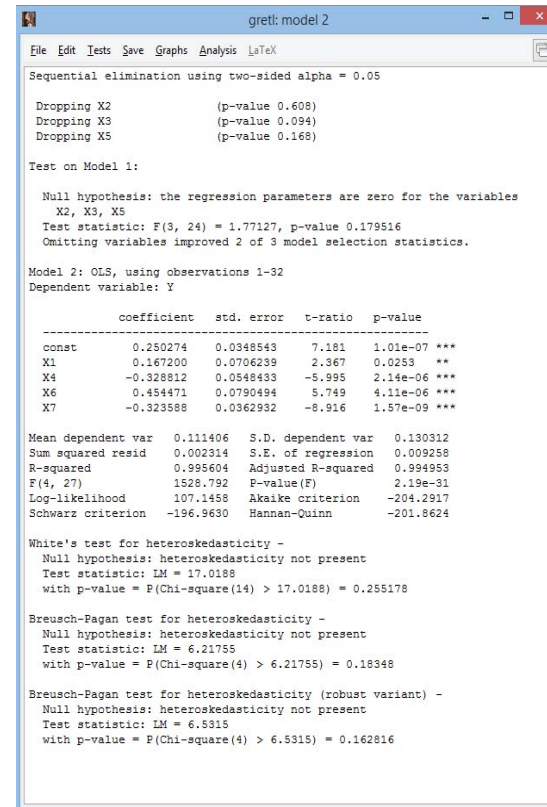 gretl: model 2
File Edit Tests Save Graphs Analysis LaTeX
Sequential elimination using two-sided alpha = 0.05
Dropping X2 (p-value 0.608)
Dropping X3 (p-value 0.094)
Dropping X5 (p-value 0.168)
Test on Model 1:
Null hypothesis: the regression parameters are zero for the variables
X2, X3, X5
Test statistic: F(3, 24) = 1.77127, p-value 0.179516
Omitting variables improved 2 of 3 model selection statistics.
Model 2: OLS, using observations 1-32
Dependent variable: Y
coefficient std. error t-ratio p-value
--------------------------------------------------------
const 0.250274 0.0348543 7.181 1.01e-07 ***
X1 0.167200 0.0706239 2.367 0.0253 **
X4 -0.328812 0.0548433 -5.995 2.14e-06 ***
X6 0.454471 0.0790494 5.749 4.11e-06 ***
X7 -0.323588 0.0362932 -8.916 1.57e-09 ***
Mean dependent var 0.111406 S.D. dependent var 0.130312
Sum squared resid 0.002314 S.E. of regression 0.009258
R-squared 0.995604 Adjusted R-squared 0.994953
F(4, 27) 1528.792 P-value(F) 2.19e-31
Log-likelihood 107.1458 Akaike criterion -204.2917
Schwarz criterion -196.9630 Hannan-Quinn -201.8624
White's test for heteroskedasticity -
Null hypothesis: heteroskedasticity not present
Test statistic: LM = 17.0188
with p-value = P(Chi-square(14) > 17.0188) = 0.255178
Breusch-Pagan test for heteroskedasticity -
Null hypothesis: heteroskedasticity not present
Test statistic: LM = 6.21755
with p-value = P(Chi-square(4) > 6.21755) = 0.18348
Breusch-Pagan test for heteroskedasticity (robust variant) -
Null hypothesis: heteroskedasticity not present
Test statistic: LM = 6.5315
with p-value = P(Chi-square(4) > 6.5315) = 0.162816